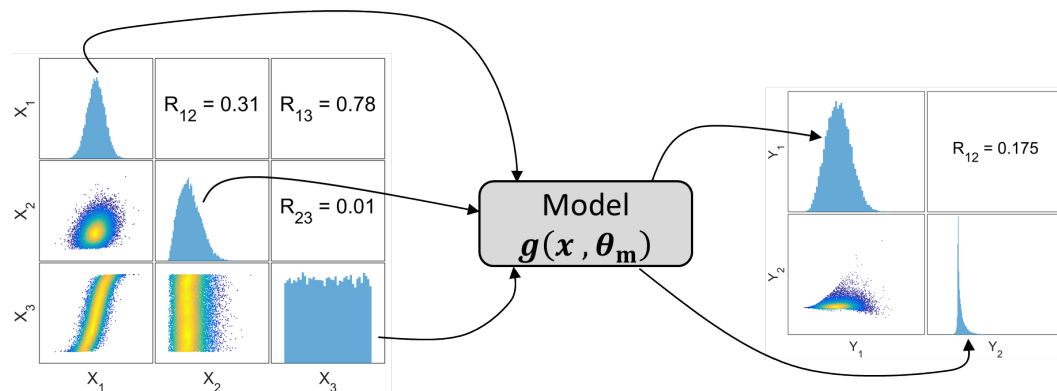 X1
R12 = 0.31
R13 = 0.78
X2
R23 = 0.01
X3
X1
X2
X3
Model
g(x , θm)
Y1
R12 = 0.175
Y2
Y1
Y2